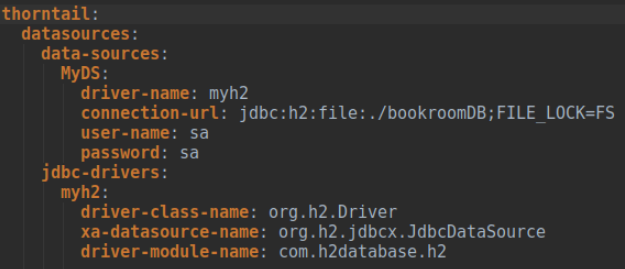 thorntail:
  datasources:
    data-sources:
      MyDS:
        driver-name: myh2
        connection-url: jdbc:h2:file:./bookroomDB;FILE_LOCK=FS
        user-name: sa
        password: sa
    jdbc-drivers:
      myh2:
        driver-class-name: org.h2.Driver
        xa-datasource-name: org.h2.jdbcx.JdbcDataSource
        driver-module-name: com.h2database.h2